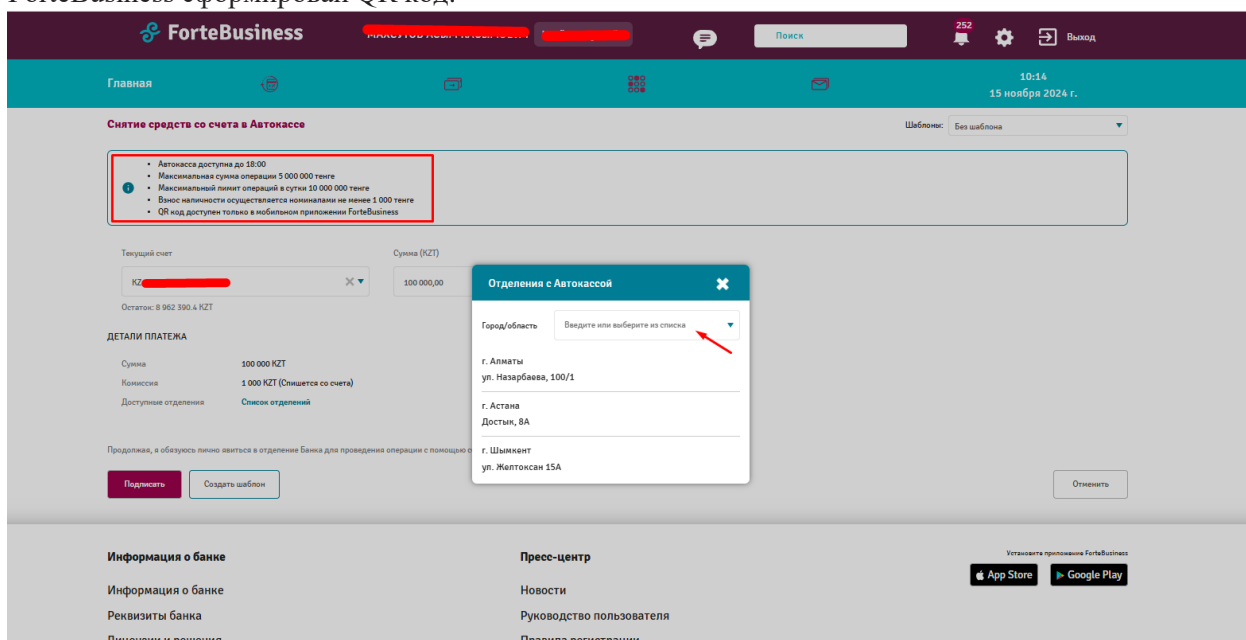 ForteBusiness сформирован QR код.
ForteBusiness
Поиск
252
Выход
Главная
10:14
15 ноября 2024 г.
Снятие средств со счета в Автокассе
Шаблоны: Без шаблона
• Автокасса доступна до 18:00
• Максимальная сумма операции 5 000 000 тенге
• Максимальный лимит операций в сутки 10 000 000 тенге
• Взнос наличности осуществляется номиналами не менее 1 000 тенге
• QR код доступен только в мобильном приложении ForteBusiness
Текущий счет
Сумма (KZT)
KZ
100 000,00
Остаток: 8 962 390.4 KZT
ДЕТАЛИ ПЛАТЕЖА
Сумма 100 000 KZT
Комиссия 1 000 KZT (Спишется со счета)
Доступные отделения Список отделений
Отделения с Автокассой
Город/область Введите или выберите из списка
г. Алматы
ул. Назарбаева, 100/1
г. Астана
Достык, 8А
г. Шымкент
ул. Желтоксан 15А
Продолжая, я обязуюсь лично явиться в отделение Банка для проведения операции с помощью
Подписать
Создать шаблон
Отменить
Информация о банке
Пресс-центр
Установите приложение ForteBusiness
App Store
Google Play
Информация о банке
Новости
Реквизиты банка
Руководство пользователя
Лицензии и решения
Правила регистрации